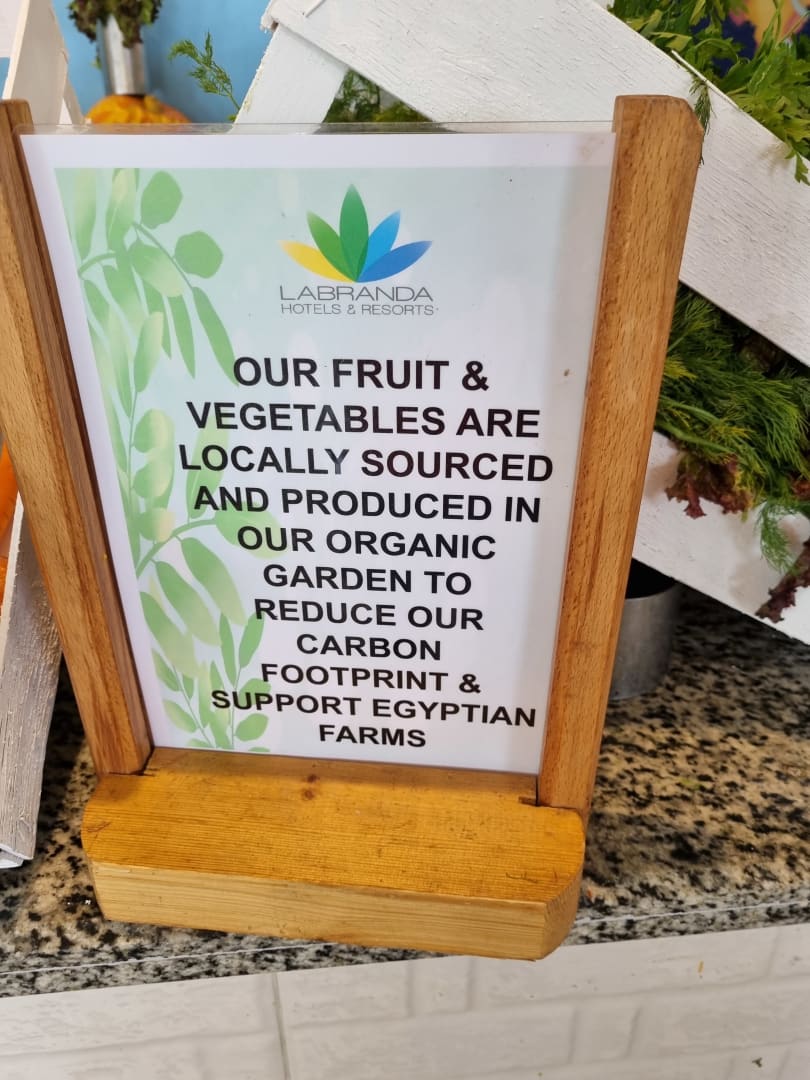 LABRANDA
HOTELS & RESORTS
OUR FRUIT &
VEGETABLES ARE
LOCALLY SOURCED
AND PRODUCED IN
OUR ORGANIC
GARDEN TO
REDUCE OUR
CARBON
FOOTPRINT &
SUPPORT EGYPTIAN
FARMS